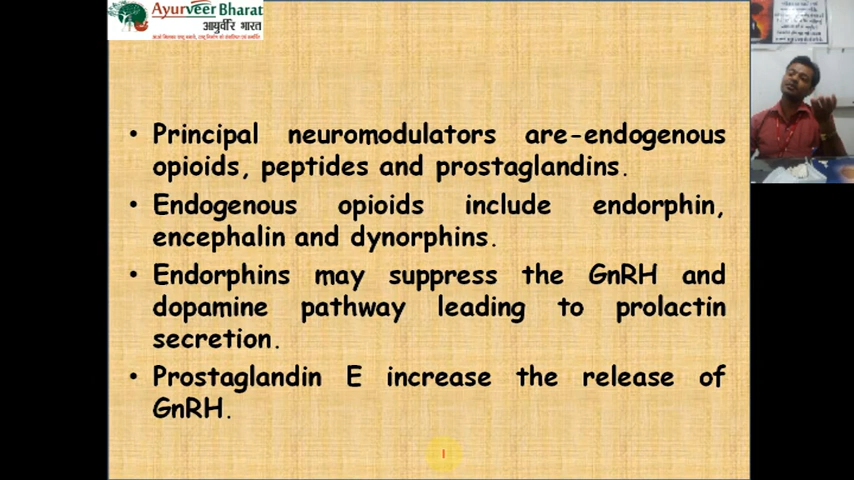 Ayurveer Bharat
आयुर्वीर भारत
• Principal neuromodulators are-endogenous
opioids, peptides and prostaglandins.
• Endogenous opioids include endorphin,
encephalin and dynorphins.
• Endorphins may suppress the GnRH and
dopamine pathway leading to prolactin
secretion.
• Prostaglandin E increase the release of
GnRH.